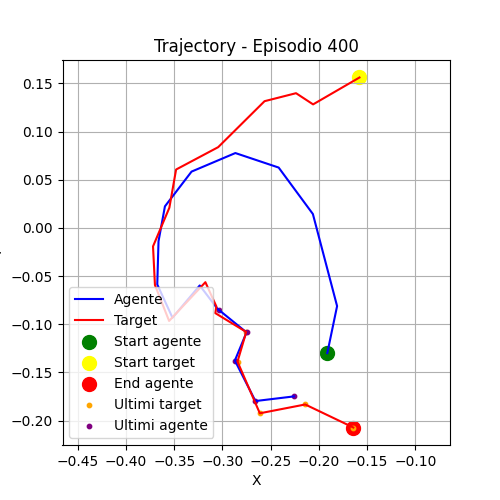 Trajectory - Episodio 400
0.15
0.10
0.05
0.00
−0.05
−0.10
−0.15
−0.20
Agente
Target
Start agente
Start target
End agente
Ultimi target
Ultimi agente
−0.45 −0.40 −0.35 −0.30 −0.25 −0.20 −0.15 −0.10
X